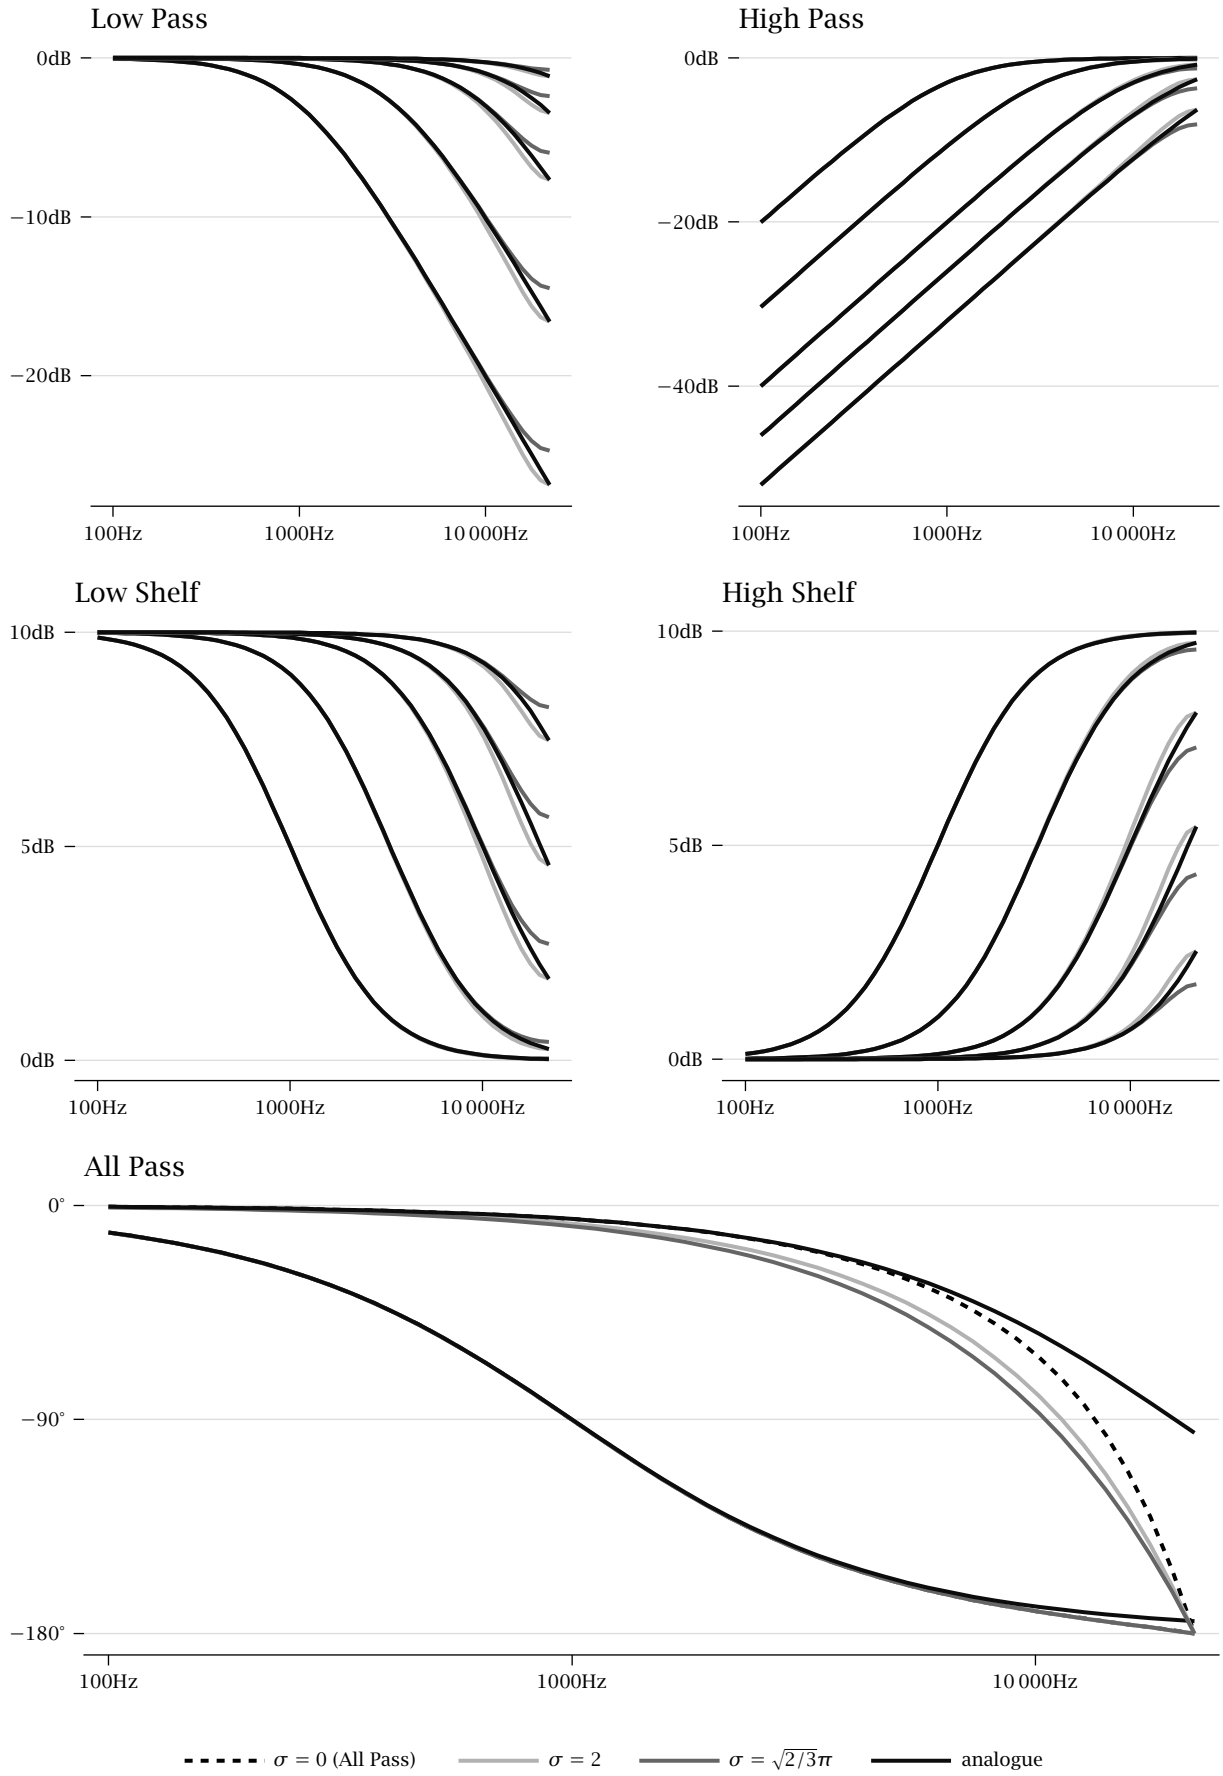 Low Pass
High Pass
0dB
−10dB
−20dB
100Hz 1000Hz 10 000Hz
0dB
−20dB
−40dB
100Hz 1000Hz 10 000Hz
Low Shelf
High Shelf
10dB
5dB
0dB
100Hz 1000Hz 10 000Hz
10dB
5dB
0dB
100Hz 1000Hz 10 000Hz
All Pass
0°
−90°
−180°
100Hz 1000Hz 10 000Hz
σ = 0 (All Pass) σ = 2 σ = √2/3π analogue